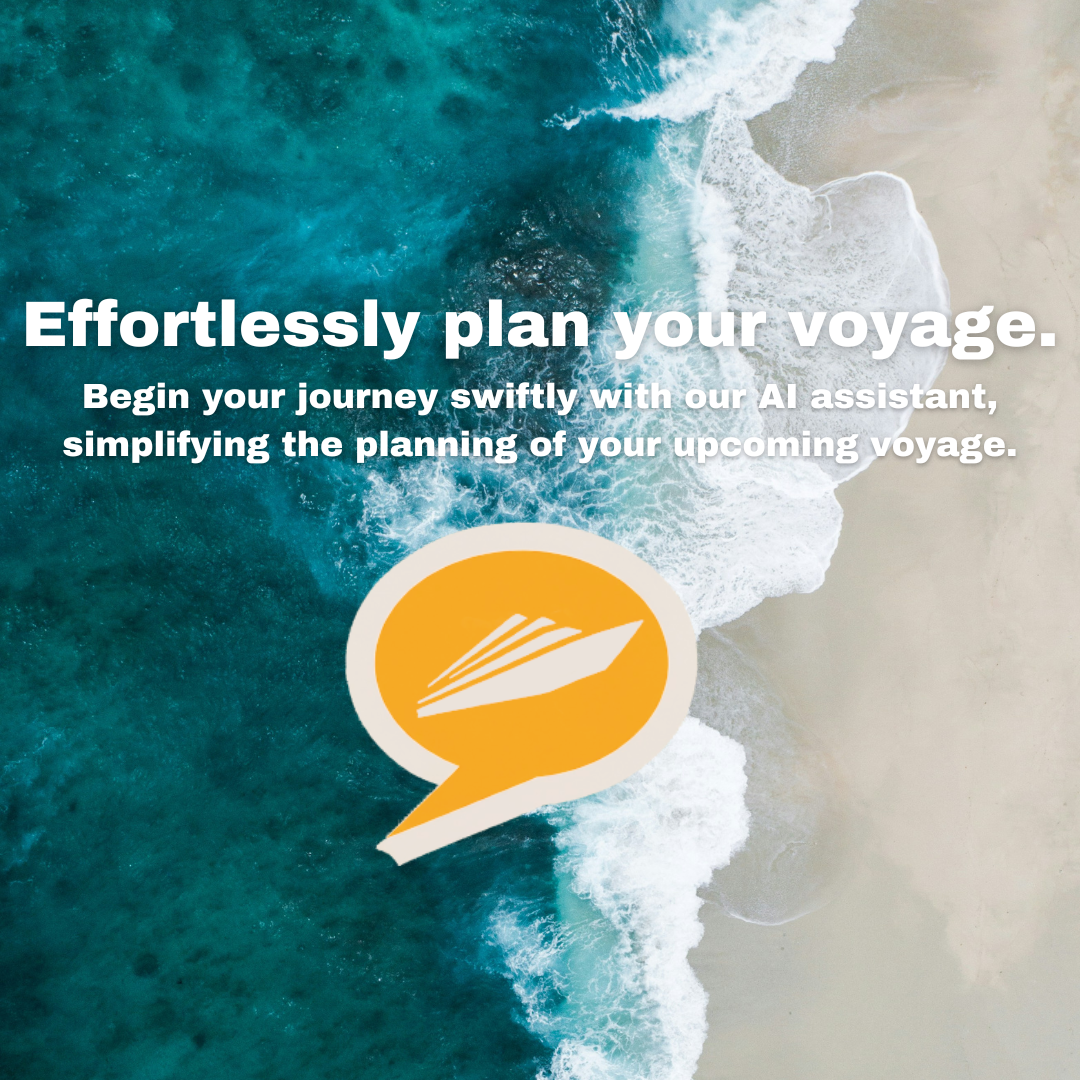 Effortlessly plan your voyage.
Begin your journey swiftly with our AI assistant,
simplifying the planning of your upcoming voyage.